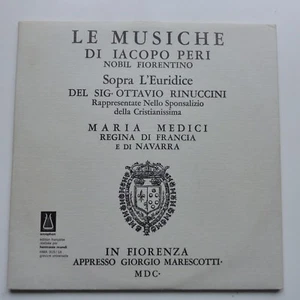 LE MUSICHE
DI IACOPO PERI
NOBIL FIORENTINO
Sopra L'Euridice
DEL SIG· OTTAVIO RINUCCINI
Rappresentate Nello Sponsalizio
della Cristianissima
MARIA MEDICI
REGINA DI FRANCIA
E DI NAVARRA
IN FIORENZA
APPRESSO GIORGIO MARESCOTTI·
MDC·